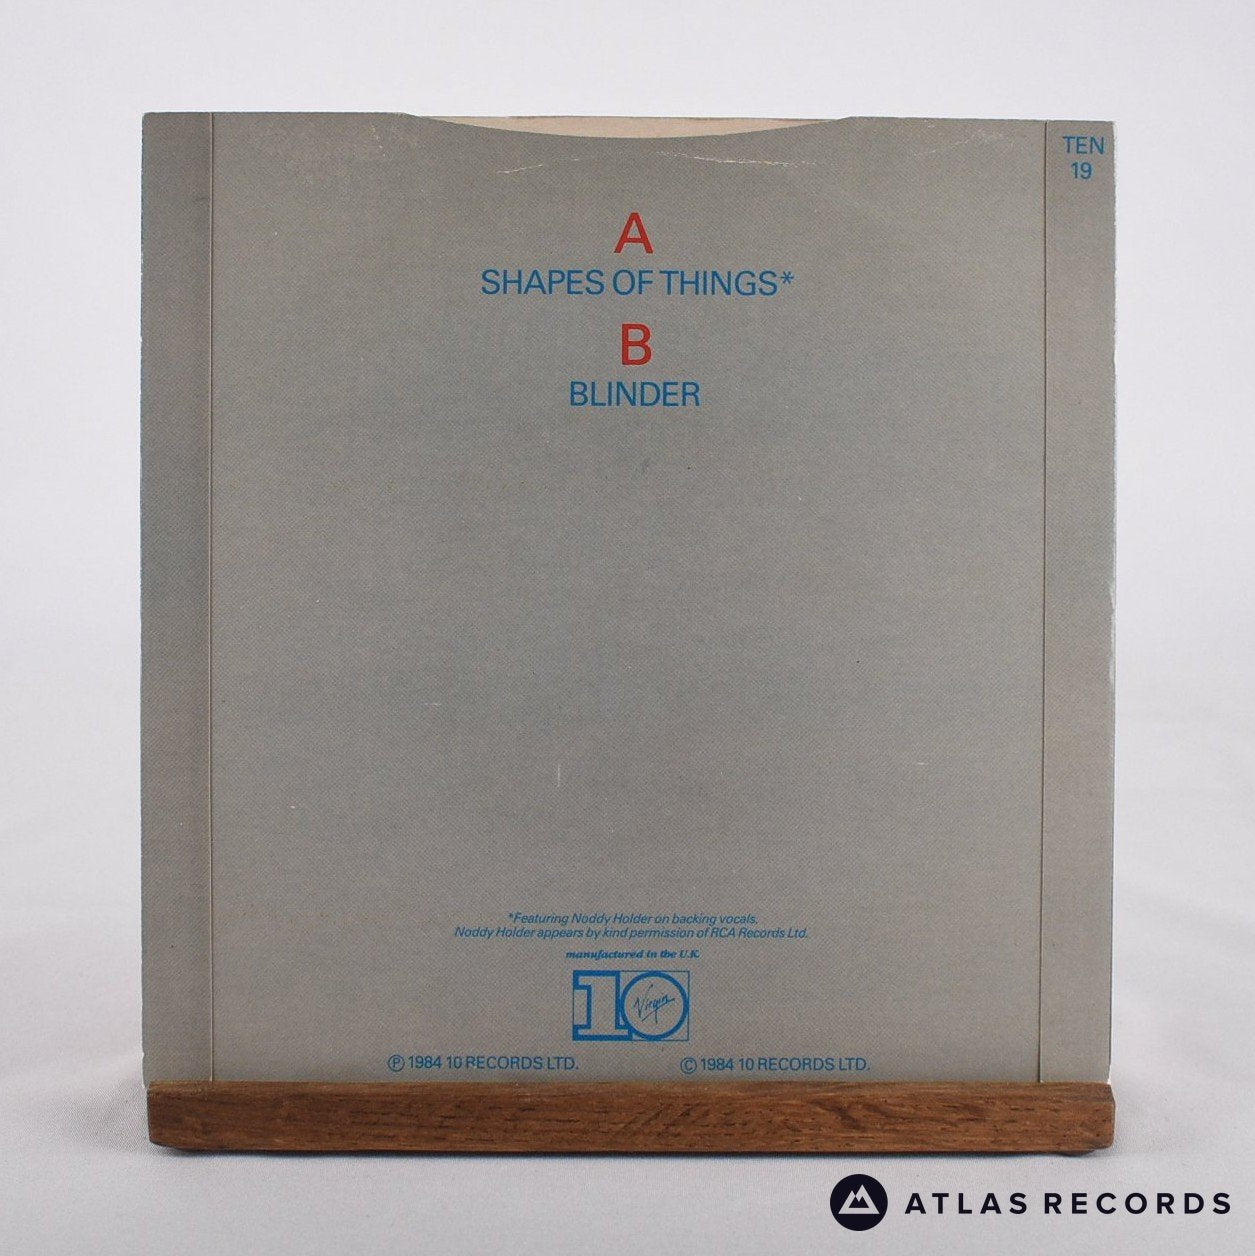 TEN
19
A
SHAPES OF THINGS*
B
BLINDER
*Featuring Noddy Holder on backing vocals.
Noddy Holder appears by kind permission of RCA Records Ltd.
manufactured in the U.K.
10 Virgin
℗ 1984 10 RECORDS LTD. © 1984 10 RECORDS LTD.
ATLAS RECORDS